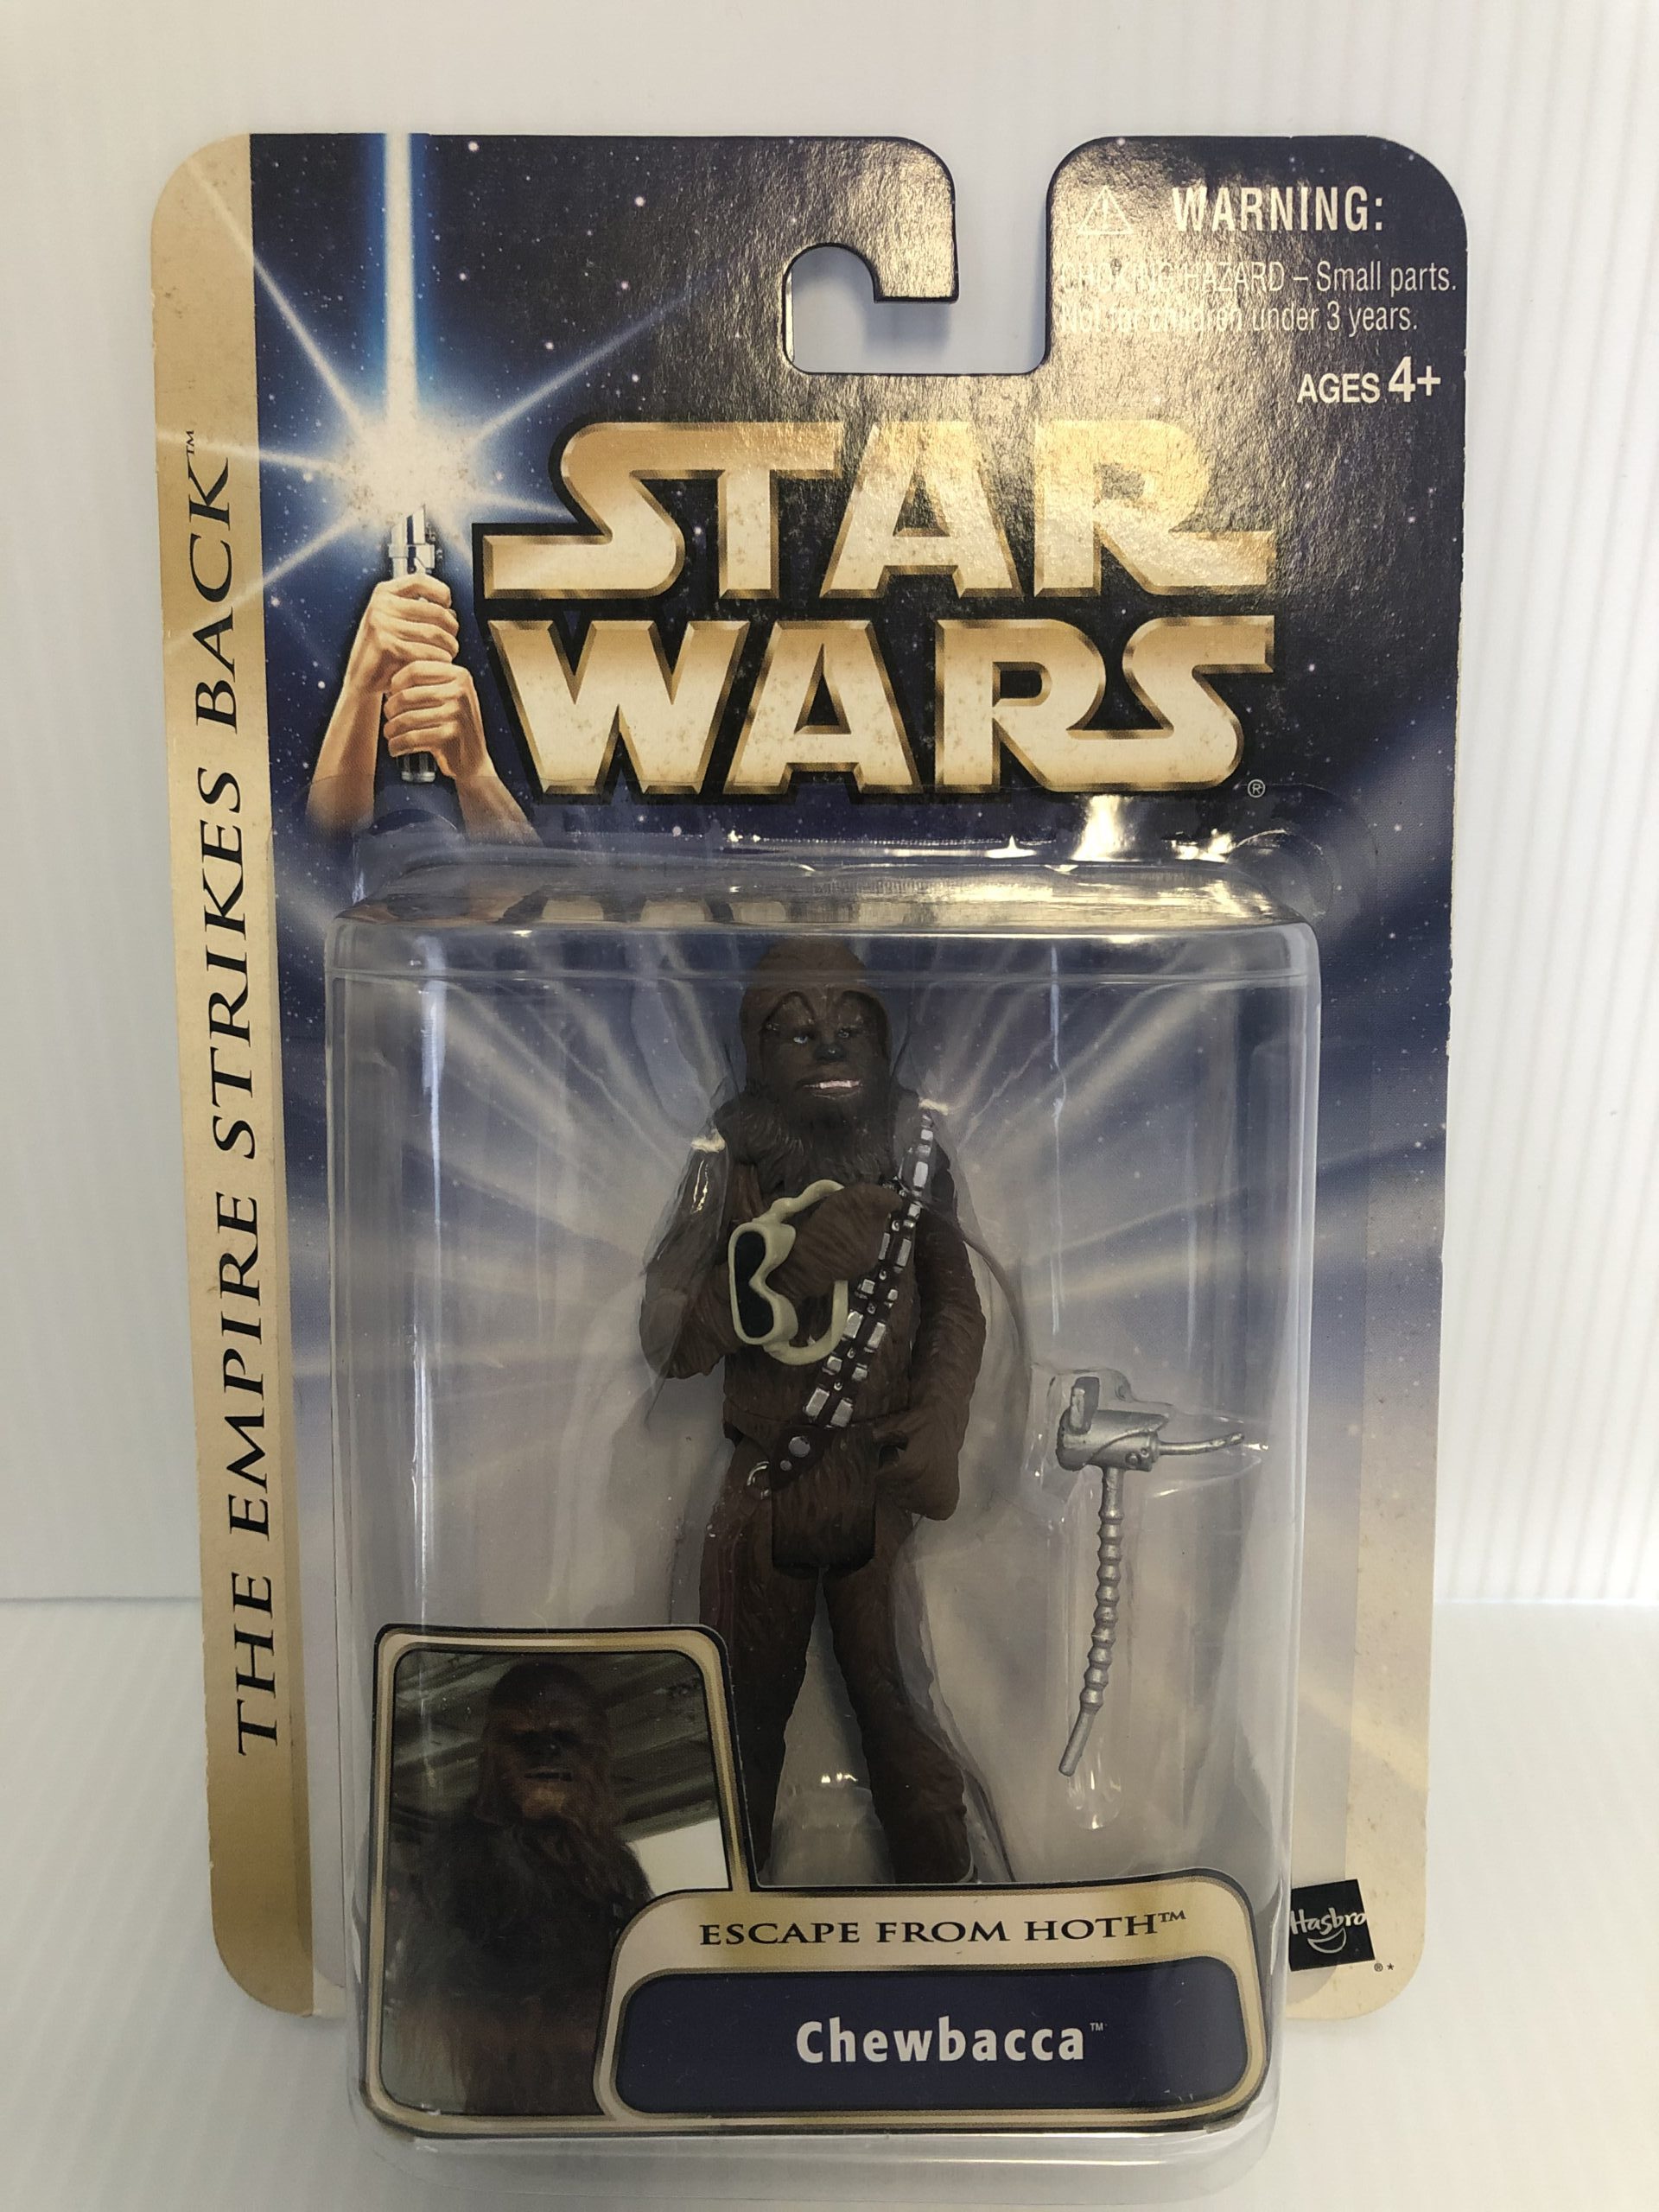 WARNING:
CHOKING HAZARD – Small parts.
Not for children under 3 years.
AGES 4+
STAR
WARS®
THE EMPIRE STRIKES BACK™
ESCAPE FROM HOTH™
Chewbacca™
Hasbro
®*